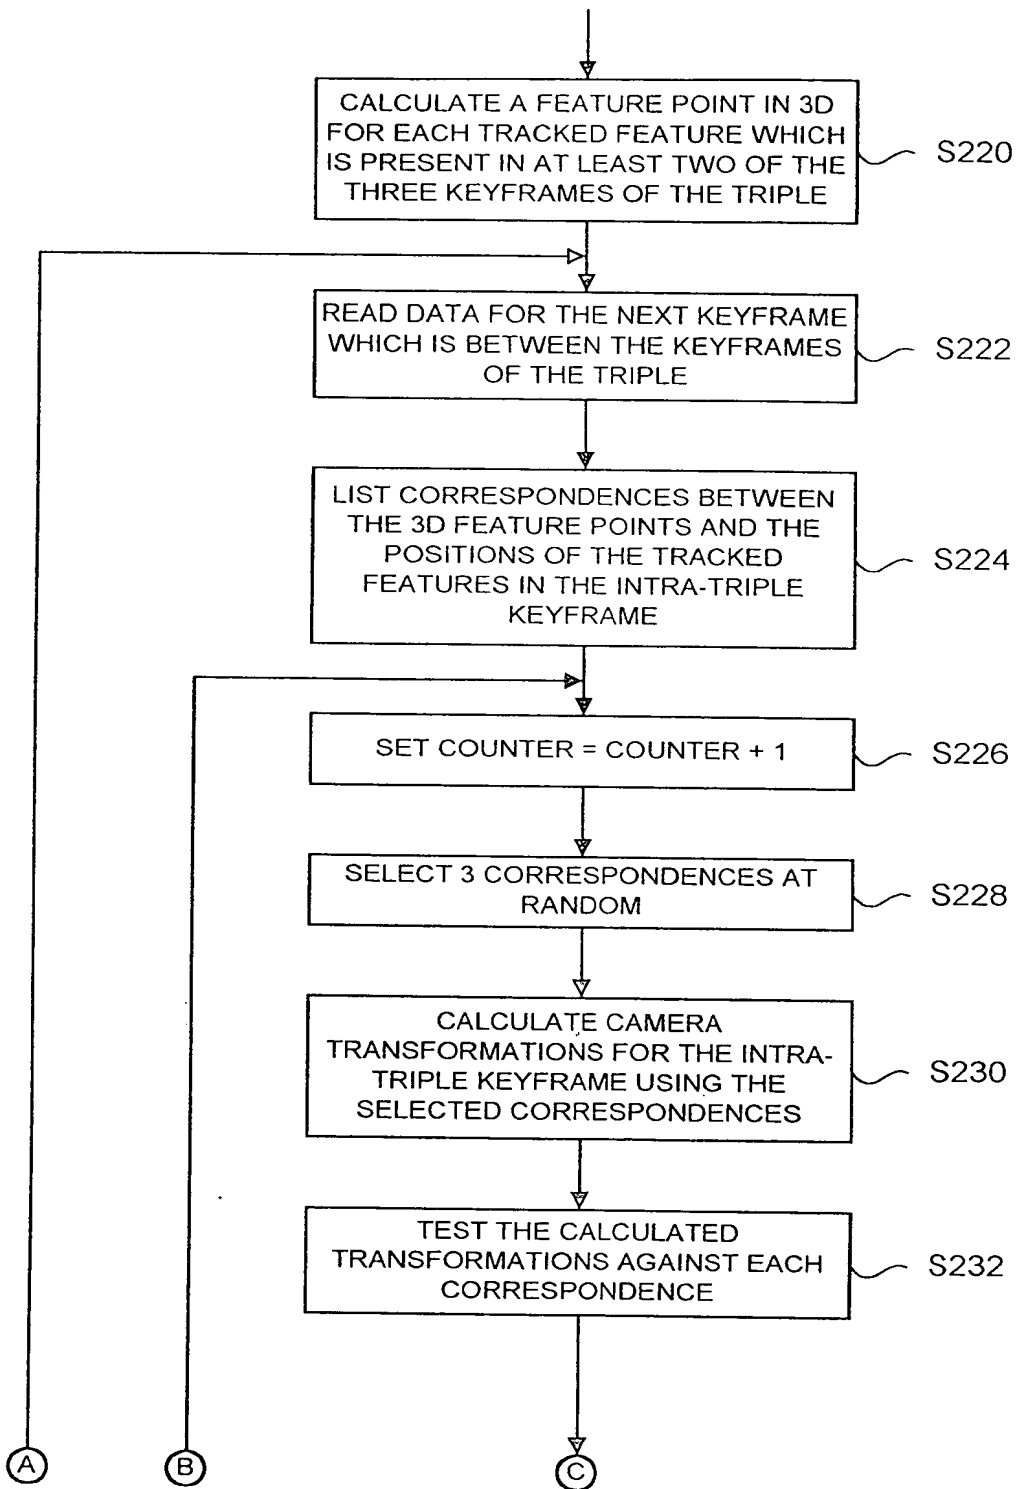 CALCULATE A FEATURE POINT IN 3D
FOR EACH TRACKED FEATURE WHICH
IS PRESENT IN AT LEAST TWO OF THE
THREE KEYFRAMES OF THE TRIPLE
S220
READ DATA FOR THE NEXT KEYFRAME
WHICH IS BETWEEN THE KEYFRAMES
OF THE TRIPLE
S222
LIST CORRESPONDENCES BETWEEN
THE 3D FEATURE POINTS AND THE
POSITIONS OF THE TRACKED
FEATURES IN THE INTRA-TRIPLE
KEYFRAME
S224
SET COUNTER = COUNTER + 1
S226
SELECT 3 CORRESPONDENCES AT
RANDOM
S228
CALCULATE CAMERA
TRANSFORMATIONS FOR THE INTRA-
TRIPLE KEYFRAME USING THE
SELECTED CORRESPONDENCES
S230
TEST THE CALCULATED
TRANSFORMATIONS AGAINST EACH
CORRESPONDENCE
S232
A
B
C